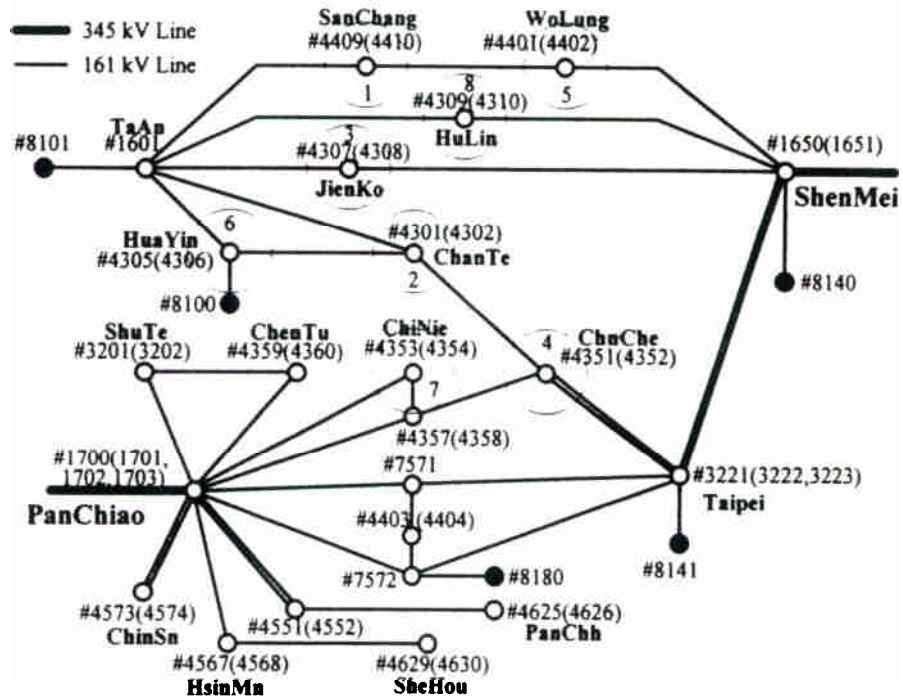 345 kV Line
161 kV Line
SanChang
#4409(4410)
1
WoLung
#4401(4402)
5
8
#4309(4310)
HuLin
TaAn
#1601
#8101
3
#4307(4308)
JienKo
#1650(1651)
ShenMei
#8140
6
HuaYin
#4305(4306)
#8100
#4301(4302)
ChanTe
2
ShuTe
#3201(3202)
ChenTu
#4359(4360)
ChiNie
#4353(4354)
7
#4357(4358)
4
ChnChe
#4351(4352)
#1700(1701,
1702,1703)
PanChiao
#7571
#4403(4404)
#7572
#8180
#3221(3222,3223)
Taipei
#8141
#4573(4574)
ChinSn
#4551(4552)
#4625(4626)
PanChh
#4567(4568)
HsinMn
#4629(4630)
SheHou